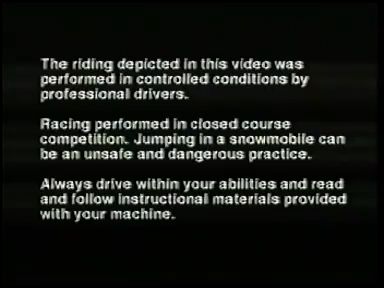 The riding depicted in this video was
performed in controlled conditions by
professional drivers.
Racing performed in closed course
competition. Jumping in a snowmobile can
be an unsafe and dangerous practice.
Always drive within your abilities and read
and follow instructional materials provided
with your machine.